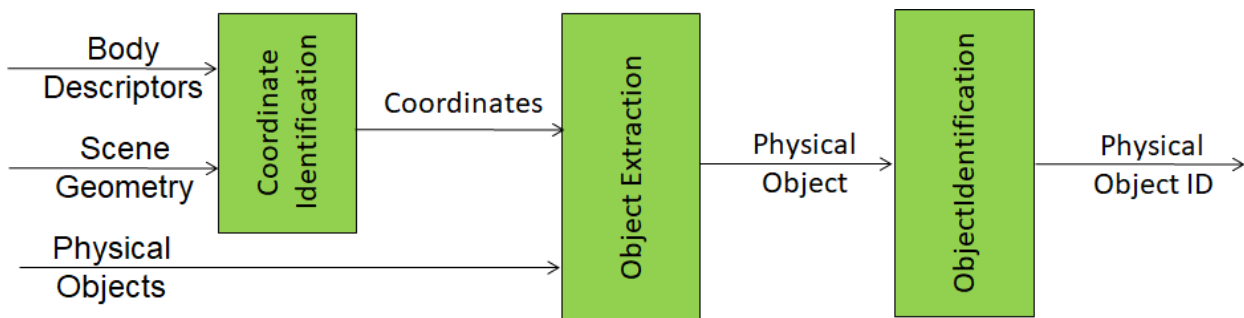 Body
Descriptors
Scene
Geometry
Physical
Objects
Coordinate
Identification
Coordinates
Object Extraction
Physical
Object
ObjectIdentification
Physical
Object ID